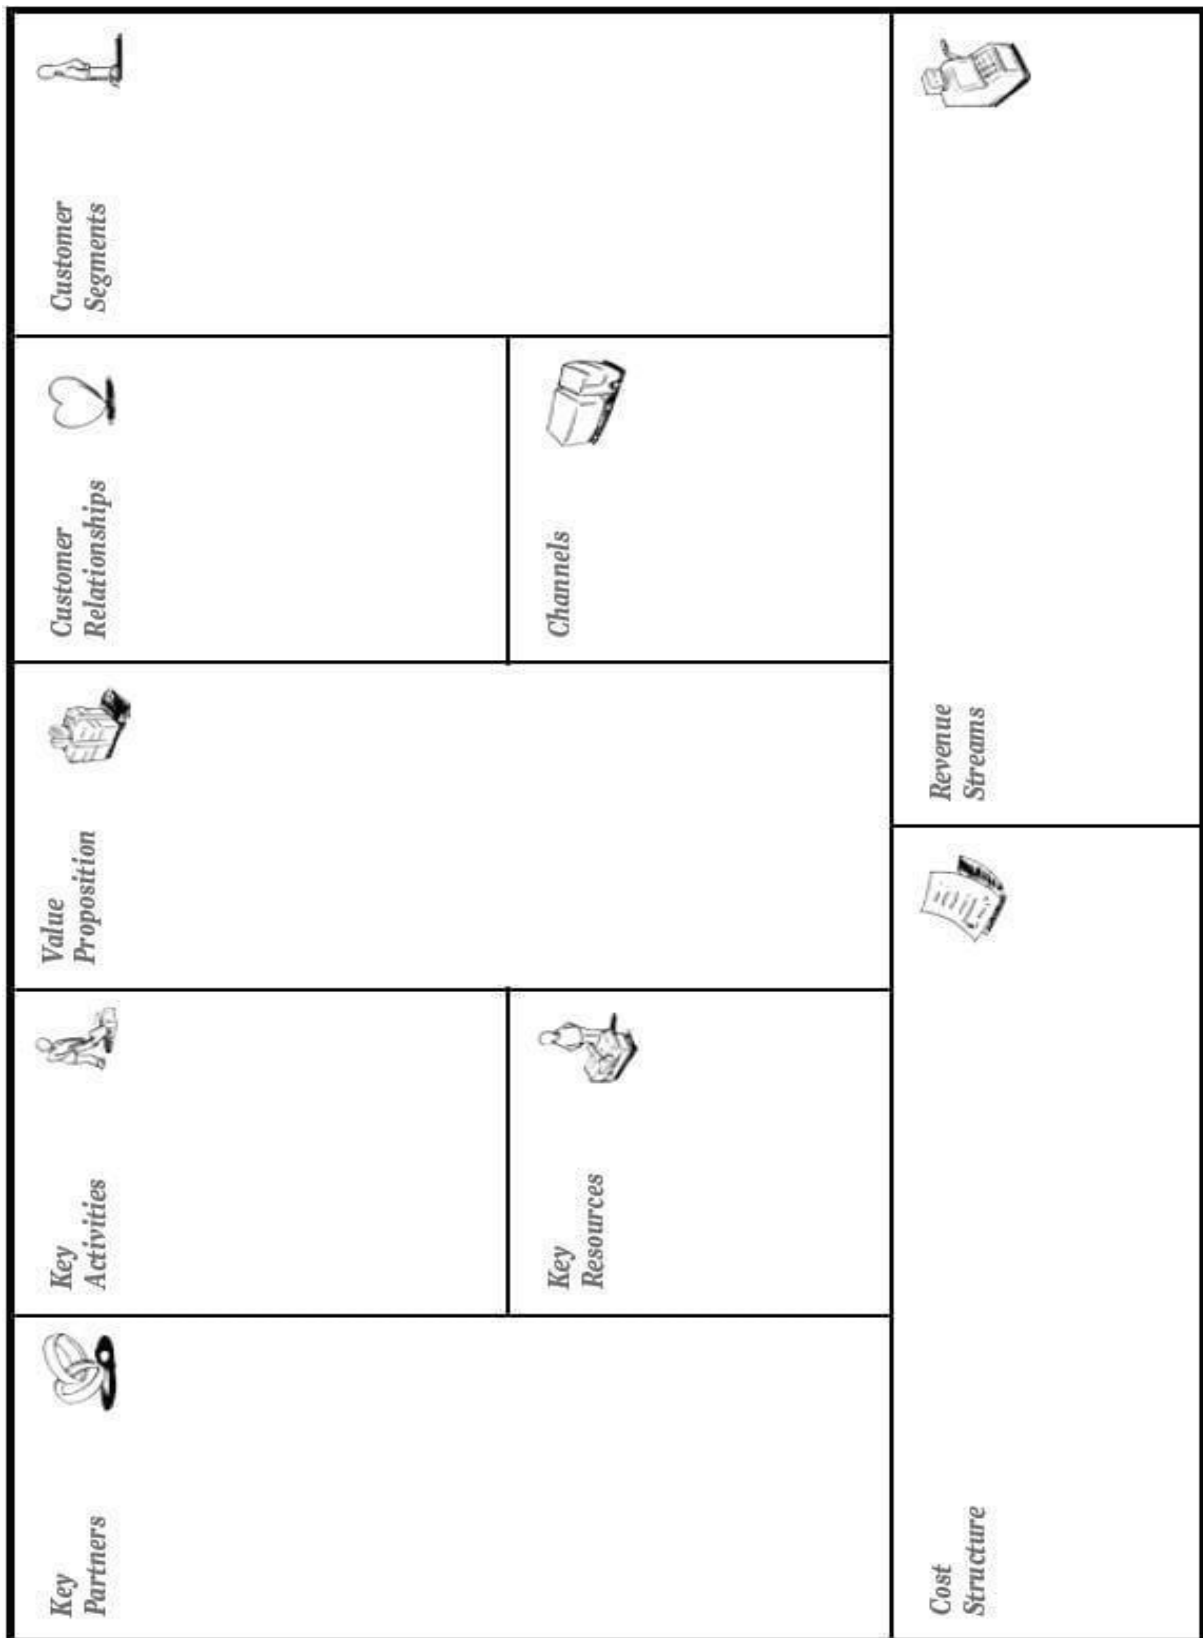 Key
Partners
Key
Activities
Key
Resources
Value
Proposition
Customer
Relationships
Channels
Customer
Segments
Cost
Structure
Revenue
Streams